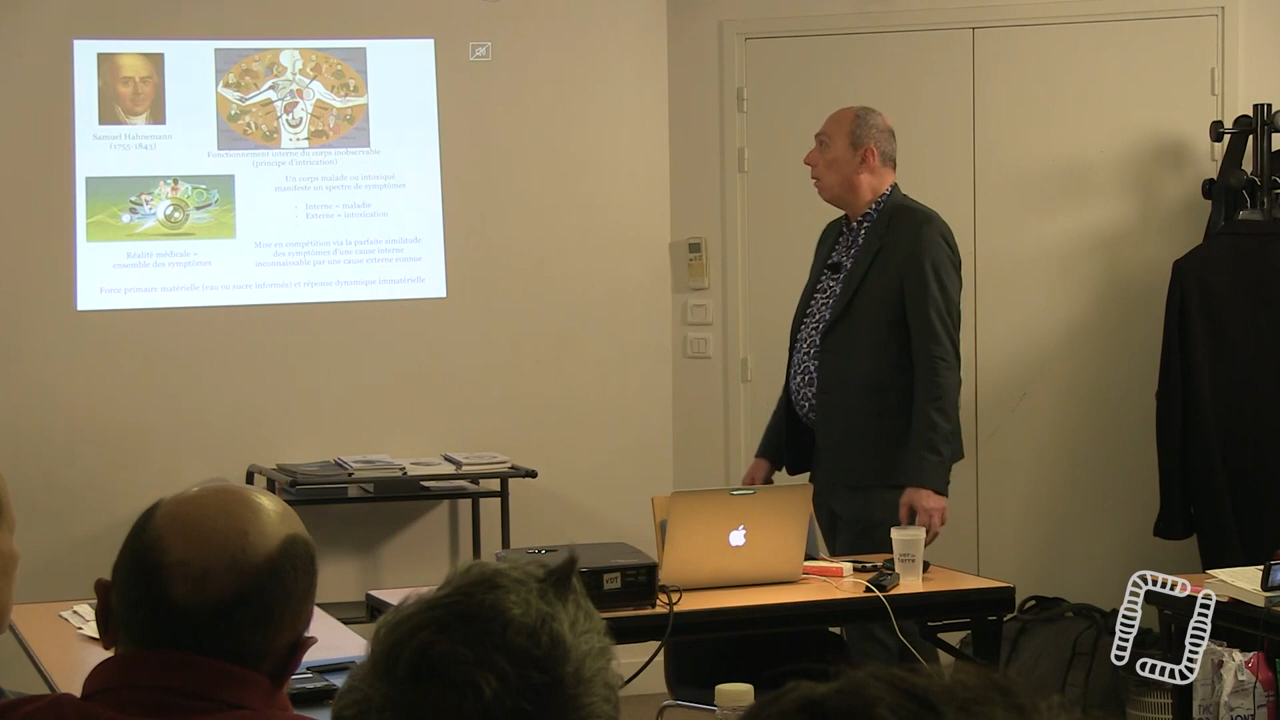 Samuel Hahnemann
(1755-1843)
Fonctionnement interne du corps inobservable
(principe d'intrication)
Un corps malade ou intoxiqué
manifeste un spectre de symptômes
- Interne = maladie
- Externe = intoxication
Réalité médicale =
ensemble des symptômes
Mise en compétition via la parfaite similitude
des symptômes d'une cause interne
inconnaissable par une cause externe connue
Force primaire matérielle (eau ou sucre informés) et réponse dynamique immatérielle
VDT
ver de
terre